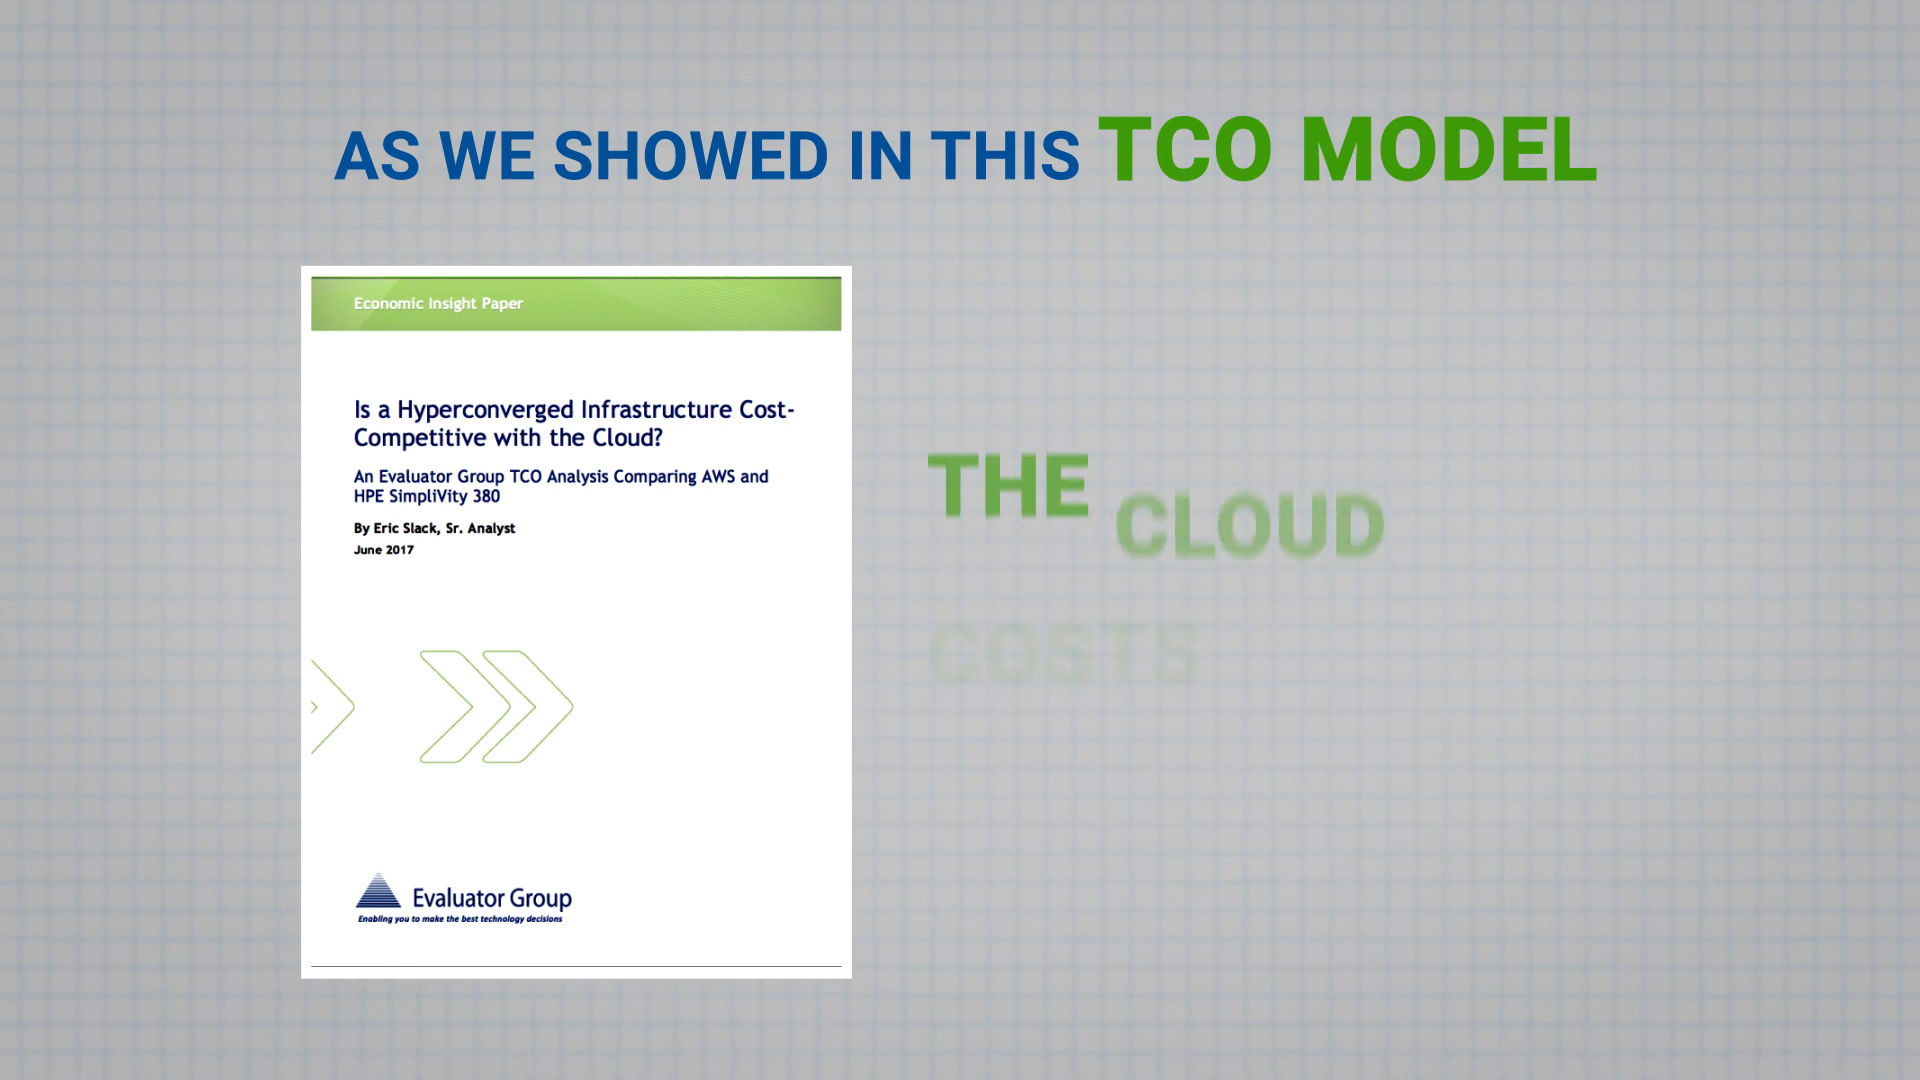 AS WE SHOWED IN THIS TCO MODEL
Economic Insight Paper
Is a Hyperconverged Infrastructure Cost-
Competitive with the Cloud?
An Evaluator Group TCO Analysis Comparing AWS and
HPE SimpliVity 380
By Eric Slack, Sr. Analyst
June 2017
Evaluator Group
Enabling you to make the best technology decisions
THE CLOUD
COSTS